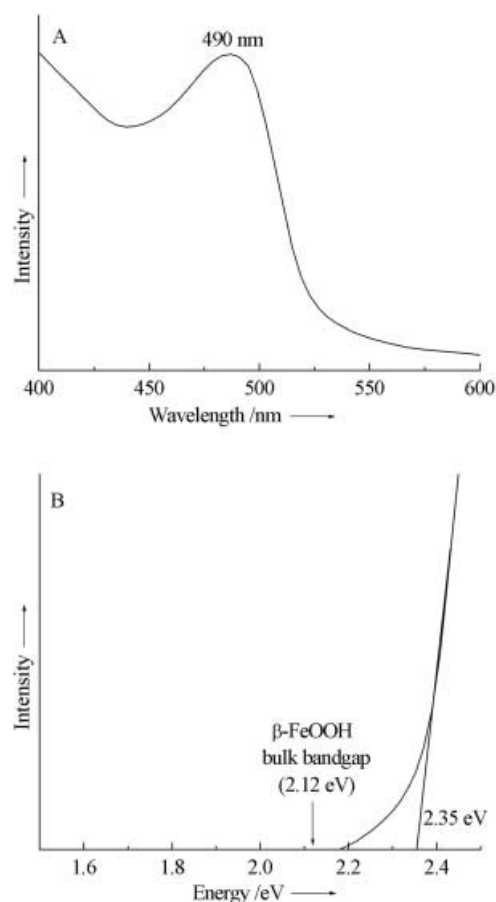 A
490 nm
Intensity
400 450 500 550 600
Wavelength /nm
B
Intensity
β-FeOOH
bulk bandgap
(2.12 eV)
2.35 eV
1.6 1.8 2.0 2.2 2.4
Energy /eV